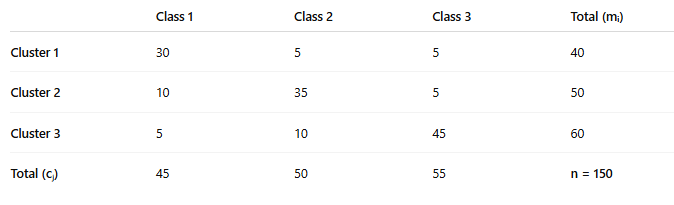 Class 1 Class 2 Class 3 Total (mᵢ)
Cluster 1 30 5 5 40
Cluster 2 10 35 5 50
Cluster 3 5 10 45 60
Total (cⱼ) 45 50 55 n = 150